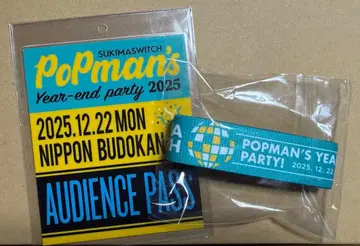 SUKIMASWITCH
PoPman's
Year-end party 2025
2025.12.22 MON
NIPPON BUDOKAN
AUDIENCE PASS
POPMAN'S YEA
PARTY! 2025. 12. 22